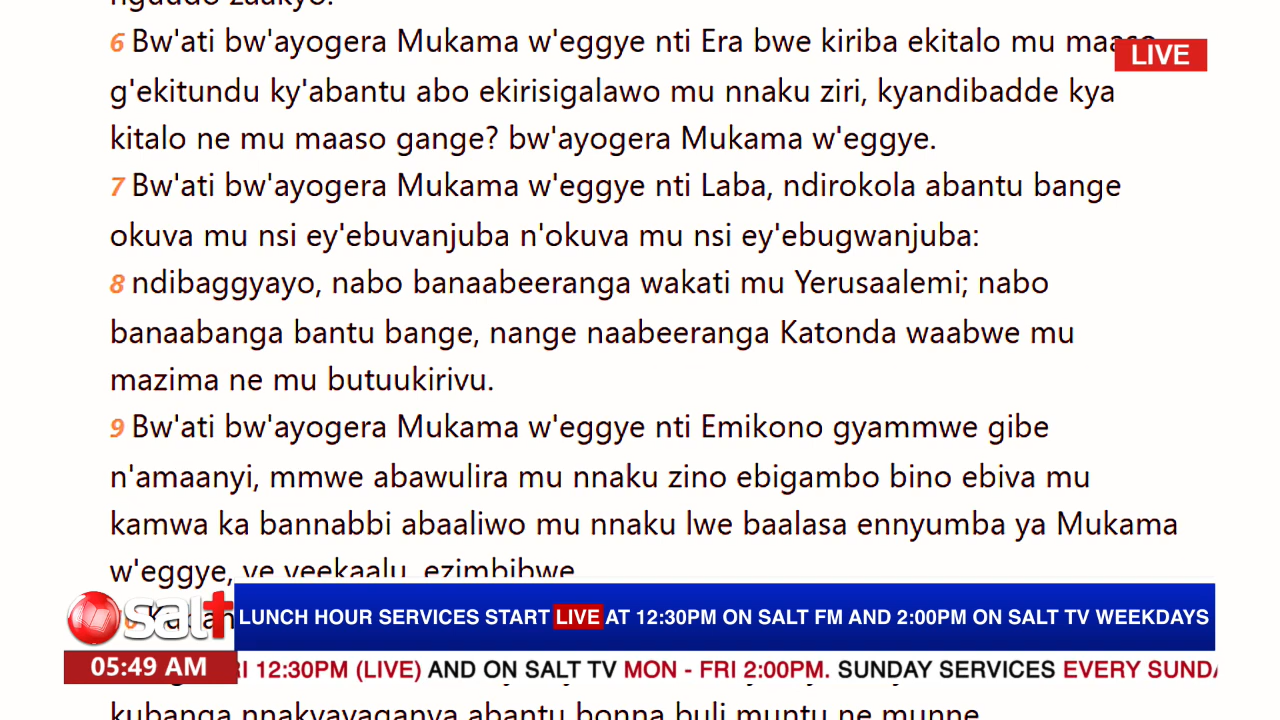 6 Bw'ati bw'ayogera Mukama w'eggye nti Era bwe kiriba ekitalo mu maaso
LIVE
g'ekitundu ky'abantu abo ekirisigalawo mu nnaku ziri, kyandibadde kya
kitalo ne mu maaso gange? bw'ayogera Mukama w'eggye.
7 Bw'ati bw'ayogera Mukama w'eggye nti Laba, ndirokola abantu bange
okuva mu nsi ey'ebuvanjuba n'okuva mu nsi ey'ebugwanjuba:
8 ndibaggyayo, nabo banaabeeranga wakati mu Yerusaalemi; nabo
banaabanga bantu bange, nange naabeeranga Katonda waabwe mu
mazima ne mu butuukirivu.
9 Bw'ati bw'ayogera Mukama w'eggye nti Emikono gyammwe gibe
n'amaanyi, mmwe abawulira mu nnaku zino ebigambo bino ebiva mu
kamwa ka bannabbi abaaliwo mu nnaku lwe baalasa ennyumba ya Mukama
w'eggye, ye yeekaalu, ezimbibwe.
salt
LUNCH HOUR SERVICES START LIVE AT 12:30PM ON SALT FM AND 2:00PM ON SALT TV WEEKDAYS
05:49 AM
12:30PM (LIVE) AND ON SALT TV MON - FRI 2:00PM. SUNDAY SERVICES EVERY
kubanga nnakyayaganya abantu bonna buli muntu ne munne.